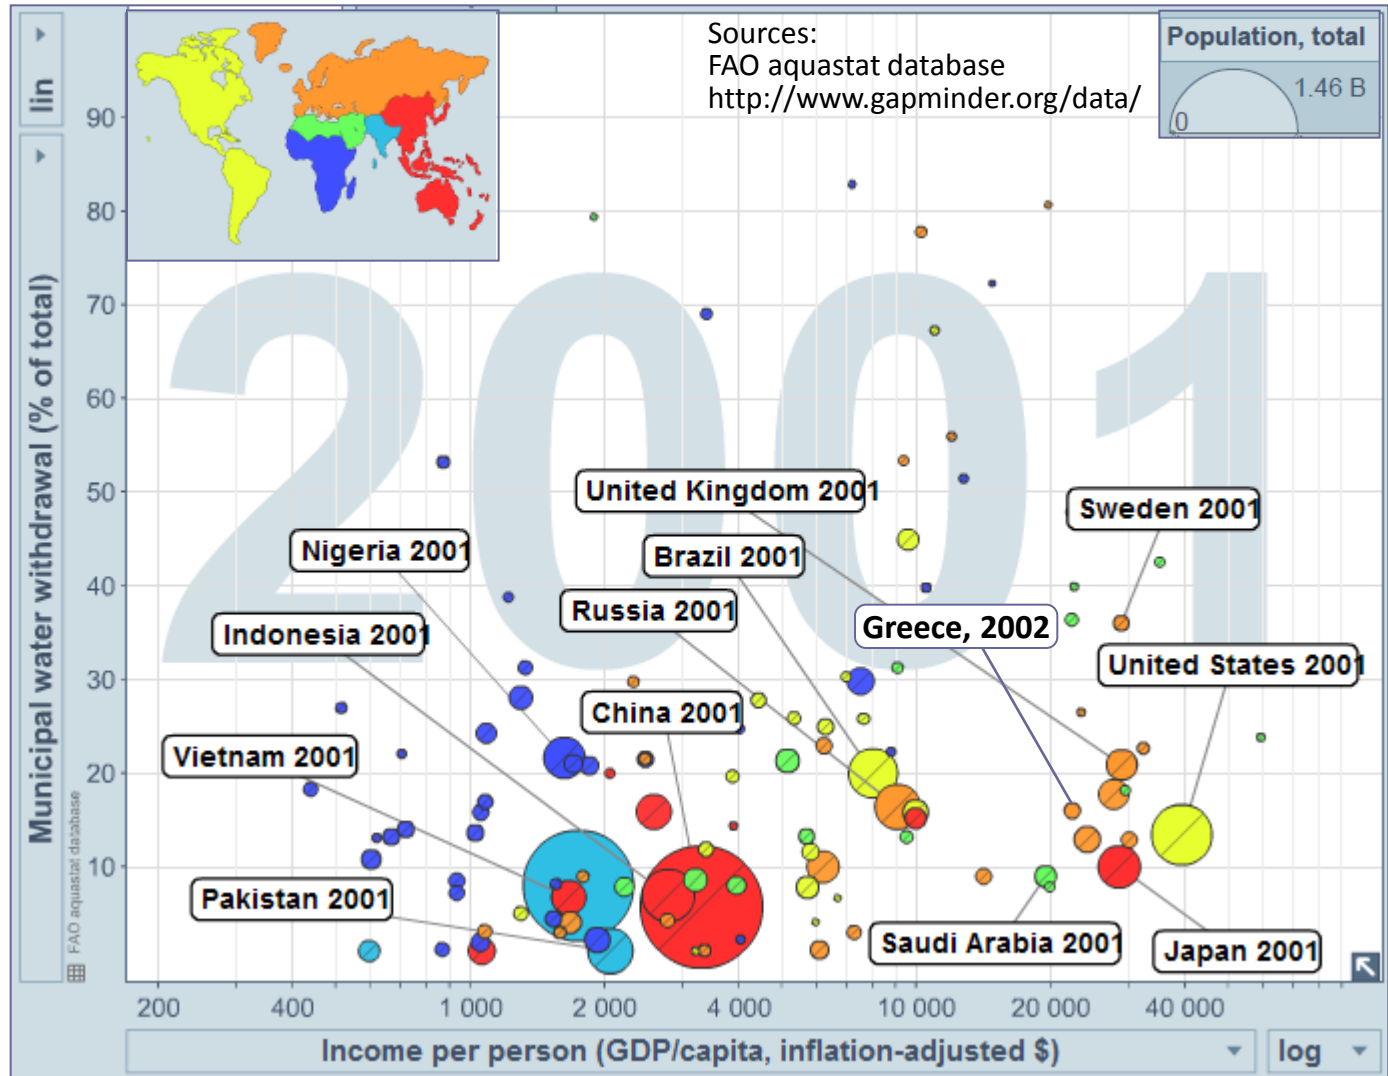 Sources:
FAO aquastat database
http://www.gapminder.org/data/
Population, total
1.46 B
0
lin
Municipal water withdrawal (% of total)
FAO aquastat database
90
80
70
60
50
40
30
20
10
2001
United Kingdom 2001
Sweden 2001
Nigeria 2001
Brazil 2001
Russia 2001
Greece, 2002
Indonesia 2001
United States 2001
China 2001
Vietnam 2001
Pakistan 2001
Saudi Arabia 2001
Japan 2001
200 400 1 000 2 000 4 000 10 000 20 000 40 000
Income per person (GDP/capita, inflation-adjusted $)
log